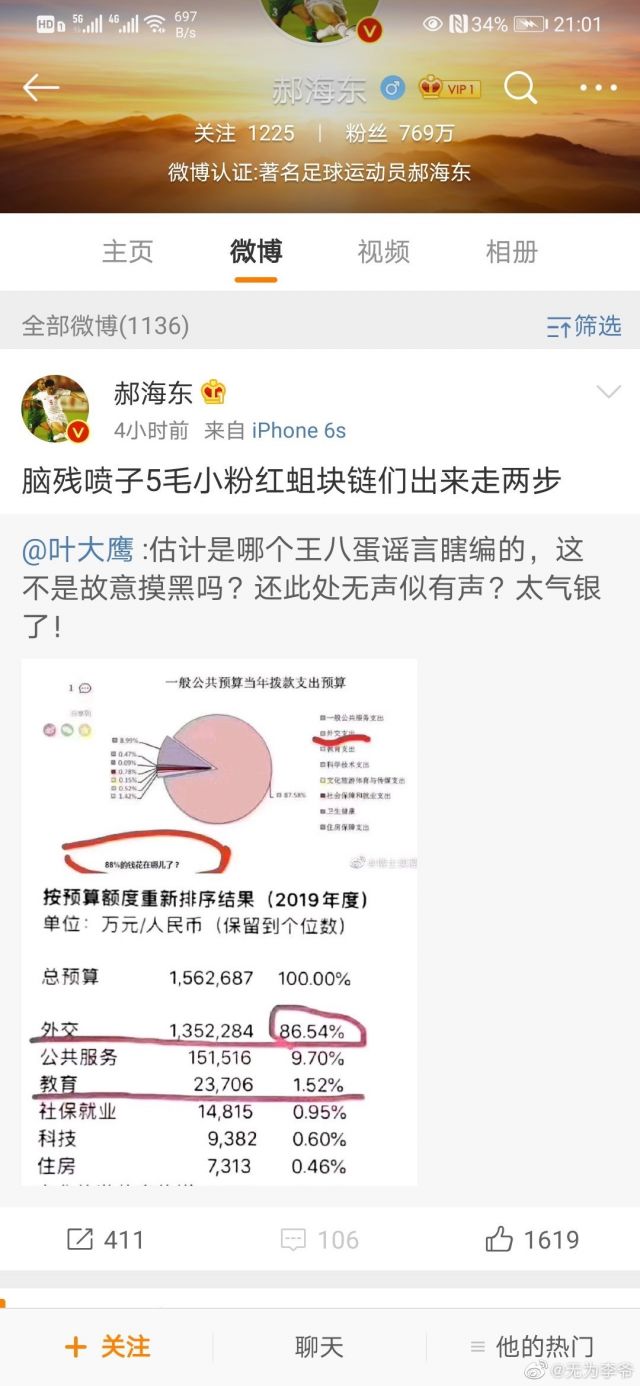 HD 5G 4G 697 B/s 34% 21:01
郝海东 VIP 1
关注 1225 | 粉丝 769万
微博认证:著名足球运动员郝海东
主页 微博 视频 相册
全部微博(1136) 筛选
郝海东
4小时前 来自 iPhone 6s
脑残喷子5毛小粉红蛆块链们出来走两步
@叶大鹰 :估计是哪个王八蛋谣言瞎编的，这
不是故意摸黑吗？还此处无声似有声？太气银
了！
1
一般公共预算当年拨款支出预算
分享到
一般公共服务支出
外交支出
教育支出
科学技术支出
文化旅游体育与传媒支出
社会保障和就业支出
卫生健康
住房保障支出
8.99%
0.47%
0.09%
0.78%
0.15%
0.52%
1.42%
87.58%
88%的钱花在哪儿了？
按预算额度重新排序结果（2019年度）
单位：万元/人民币（保留到个位数）
总预算 1,562,687 100.00%
外交 1,352,284 86.54%
公共服务 151,516 9.70%
教育 23,706 1.52%
社保就业 14,815 0.95%
科技 9,382 0.60%
住房 7,313 0.46%
411 106 1619
+ 关注 聊天 他的热门
@无为李爷